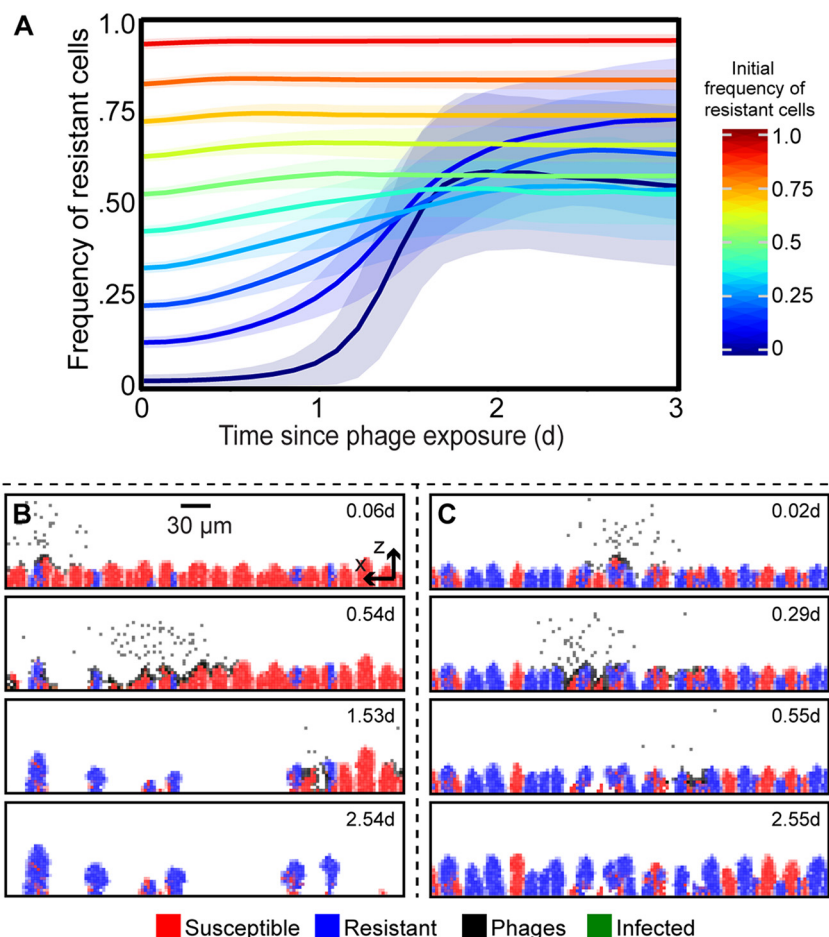 A
Frequency of resistant cells
1.0
.75
.50
.25
0
0 1 2 3
Time since phage exposure (d)
Initial
frequency of
resistant cells
1.0
0.75
0.5
0.25
0
B
30 µm
0.06d
z
x
0.54d
1.53d
2.54d
C
0.02d
0.29d
0.55d
2.55d
Susceptible Resistant Phages Infected